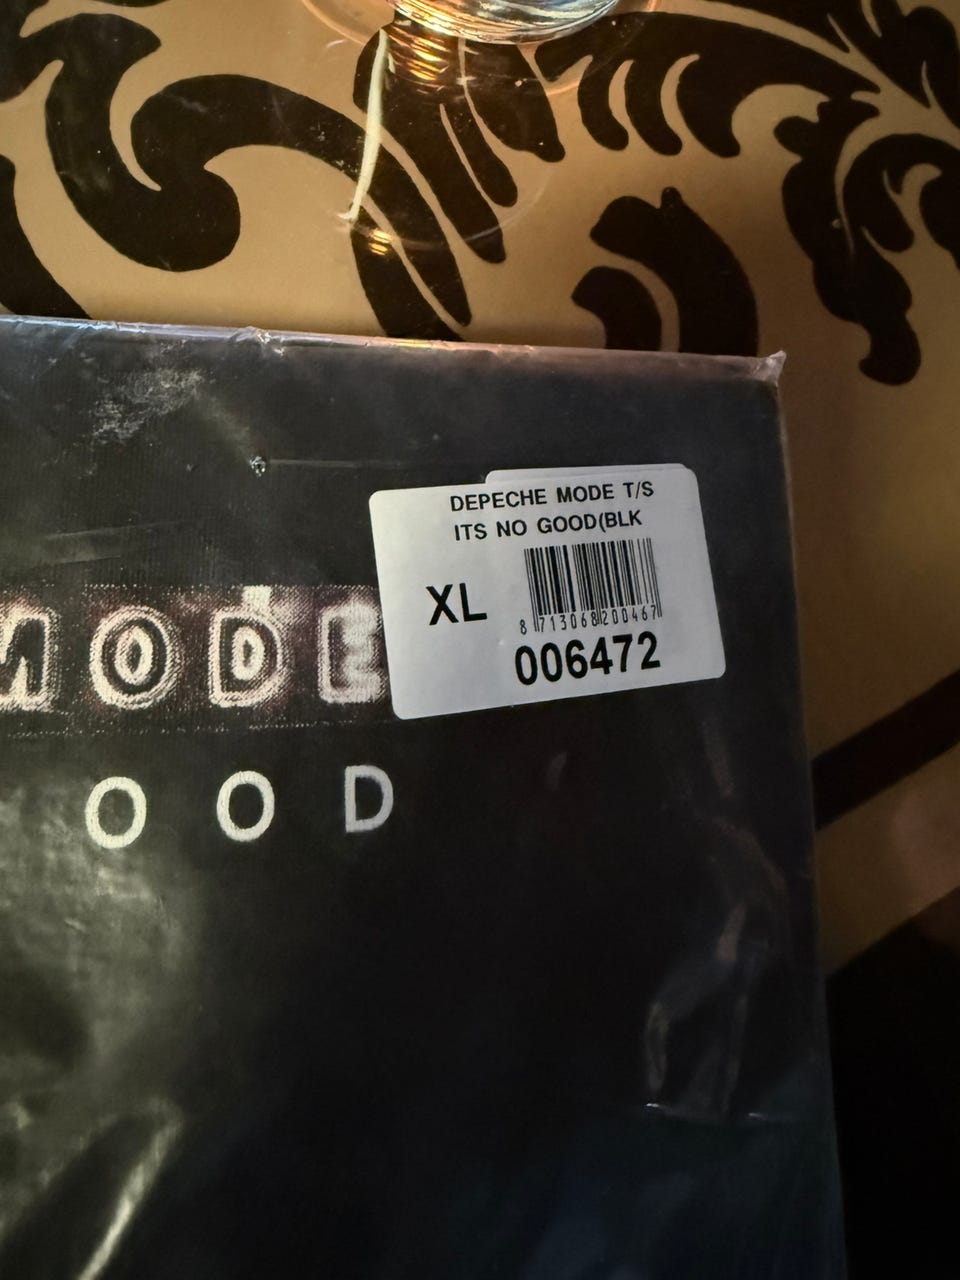 DEPECHE MODE T/S
ITS NO GOOD(BLK
XL
8 713068 200467
006472
MODE
OOD